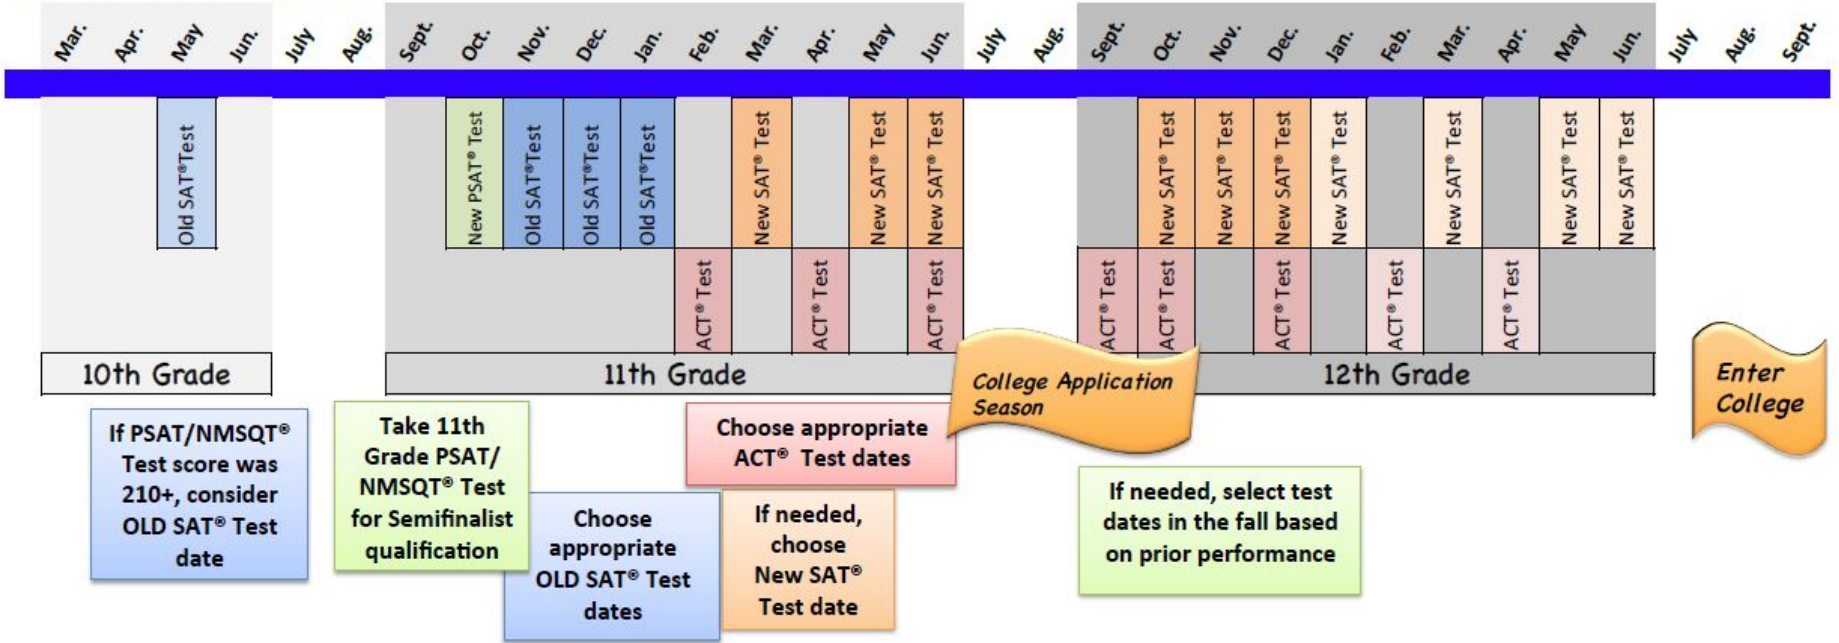 Mar.
Apr.
May
Jun.
July
Aug.
Sept.
Oct.
Nov.
Dec.
Jan.
Feb.
Mar.
Apr.
May
Jun.
July
Aug.
Sept.
Oct.
Nov.
Dec.
Jan.
Feb.
Mar.
Apr.
May
Jun.
July
Aug.
Sept.
Old SAT®Test
New PSAT® Test
Old SAT®Test
Old SAT®Test
Old SAT®Test
New SAT® Test
New SAT® Test
New SAT® Test
New SAT® Test
New SAT® Test
New SAT® Test
New SAT® Test
New SAT® Test
New SAT® Test
New SAT® Test
ACT® Test
ACT® Test
ACT® Test
ACT® Test
ACT® Test
ACT® Test
ACT® Test
ACT® Test
10th Grade
11th Grade
College Application
Season
12th Grade
Enter
College
If PSAT/NMSQT®
Test score was
210+, consider
OLD SAT® Test
date
Take 11th
Grade PSAT/
NMSQT® Test
for Semifinalist
qualification
Choose
appropriate
OLD SAT® Test
dates
Choose appropriate
ACT® Test dates
If needed,
choose
New SAT®
Test date
If needed, select test
dates in the fall based
on prior performance